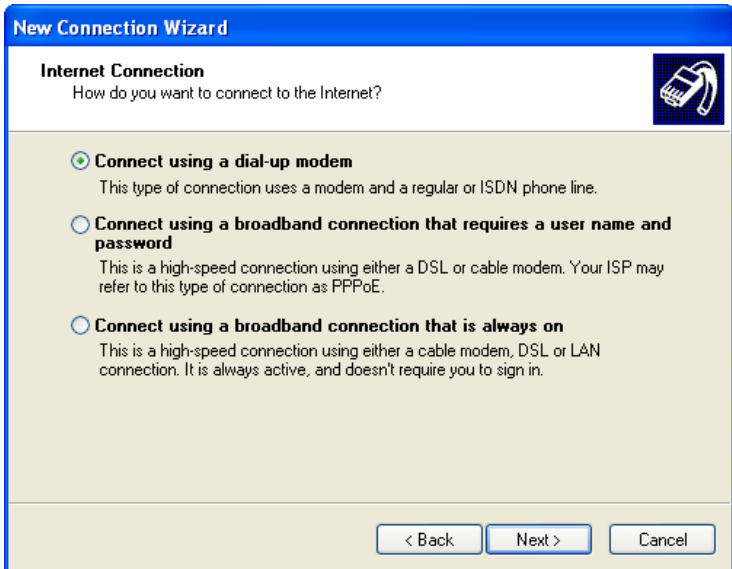 New Connection Wizard
Internet Connection
How do you want to connect to the Internet?
Connect using a dial-up modem
This type of connection uses a modem and a regular or ISDN phone line.
Connect using a broadband connection that requires a user name and
password
This is a high-speed connection using either a DSL or cable modem. Your ISP may
refer to this type of connection as PPPoE.
Connect using a broadband connection that is always on
This is a high-speed connection using either a cable modem, DSL or LAN
connection. It is always active, and doesn't require you to sign in.
< Back Next > Cancel